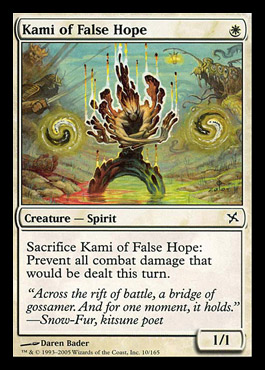 Kami of False Hope
Creature — Spirit
Sacrifice Kami of False Hope:
Prevent all combat damage that
would be dealt this turn.
“Across the rift of battle, a bridge of
gossamer. And for one moment, it holds.”
—Snow-Fur, kitsune poet
Daren Bader
™ & © 1993–2005 Wizards of the Coast, Inc. 10/165
1/1